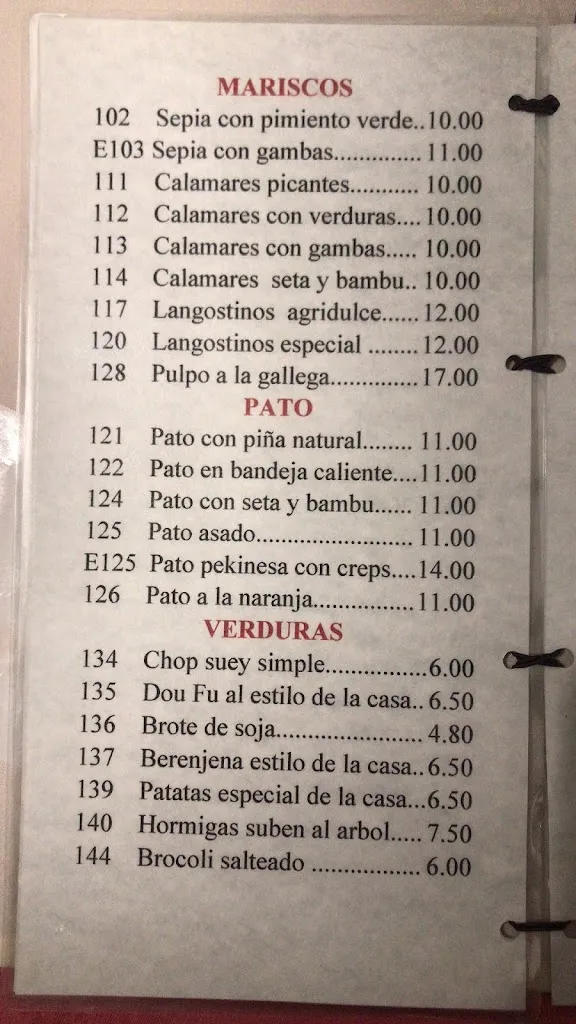 MARISCOS
102 Sepia con pimiento verde..10.00
E103 Sepia con gambas..............11.00
111 Calamares picantes........... 10.00
112 Calamares con verduras.... 10.00
113 Calamares con gambas..... 10.00
114 Calamares seta y bambu.. 10.00
117 Langostinos agridulce......12.00
120 Langostinos especial ........12.00
128 Pulpo a la gallega..............17.00
PATO
121 Pato con piña natural........ 11.00
122 Pato en bandeja caliente....11.00
124 Pato con seta y bambu...... 11.00
125 Pato asado......................... 11.00
E125 Pato pekinesa con creps....14.00
126 Pato a la naranja................11.00
VERDURAS
134 Chop suey simple................6.00
135 Dou Fu al estilo de la casa.. 6.50
136 Brote de soja....................... 4.80
137 Berenjena estilo de la casa.. 6.50
139 Patatas especial de la casa...6.50
140 Hormigas suben al arbol..... 7.50
144 Brocoli salteado ................. 6.00